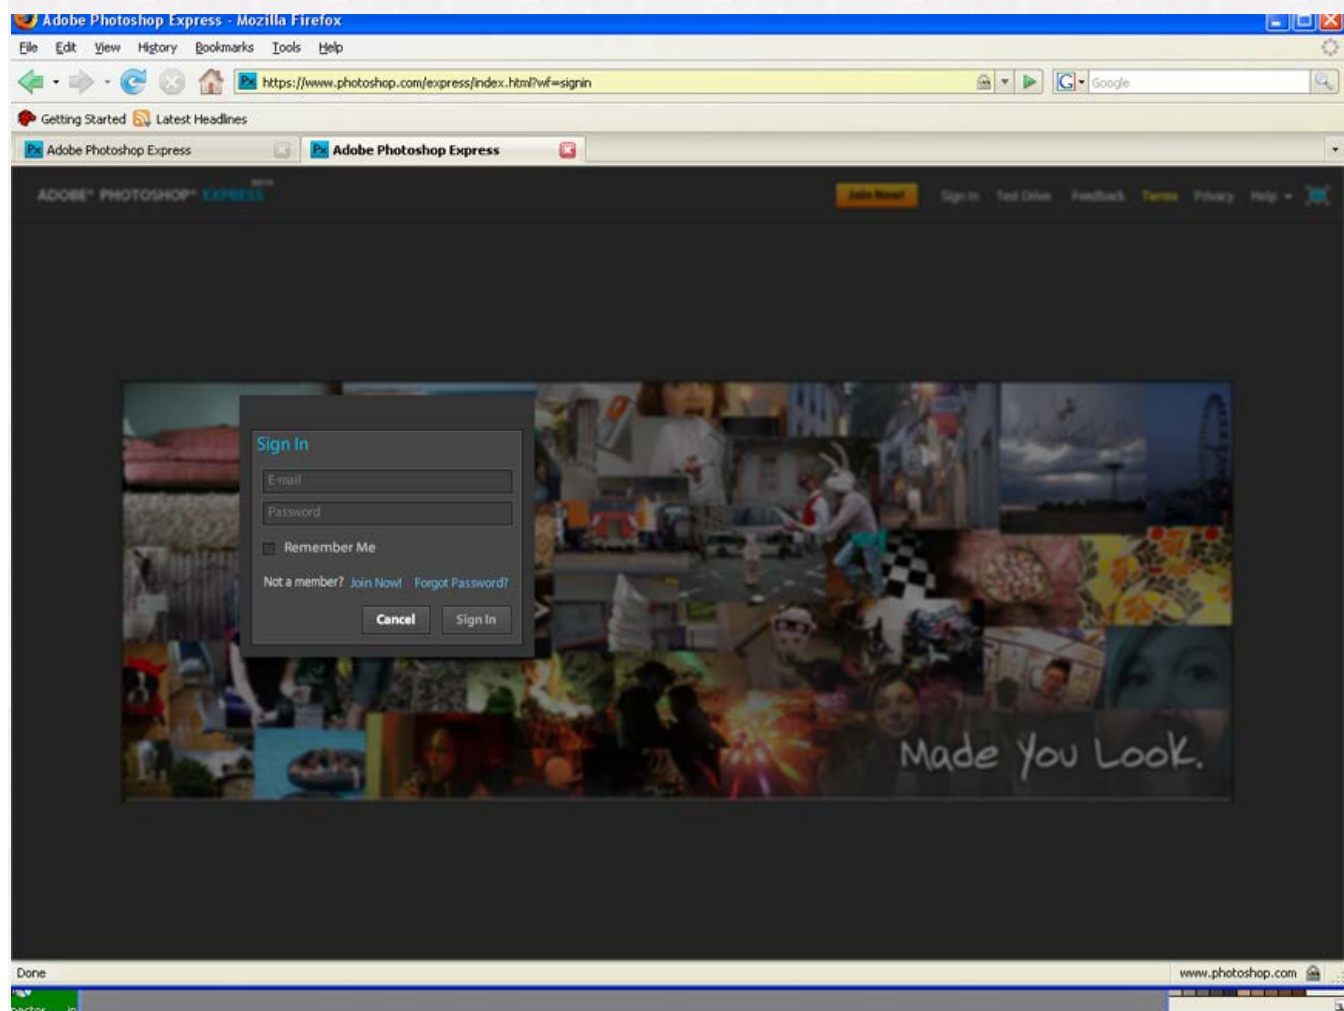 Adobe Photoshop Express - Mozilla Firefox
File Edit View History Bookmarks Tools Help
https://www.photoshop.com/express/index.html?wf=signin
G Google
Getting Started Latest Headlines
Px Adobe Photoshop Express Px Adobe Photoshop Express
ADOBE® PHOTOSHOP® EXPRESS BETA
Join Now! Sign In Test Drive Feedback Terms Privacy Help
Sign In
E-mail
Password
Remember Me
Not a member? Join Now! Forgot Password?
Cancel Sign In
Made You Look.
Done www.photoshop.com